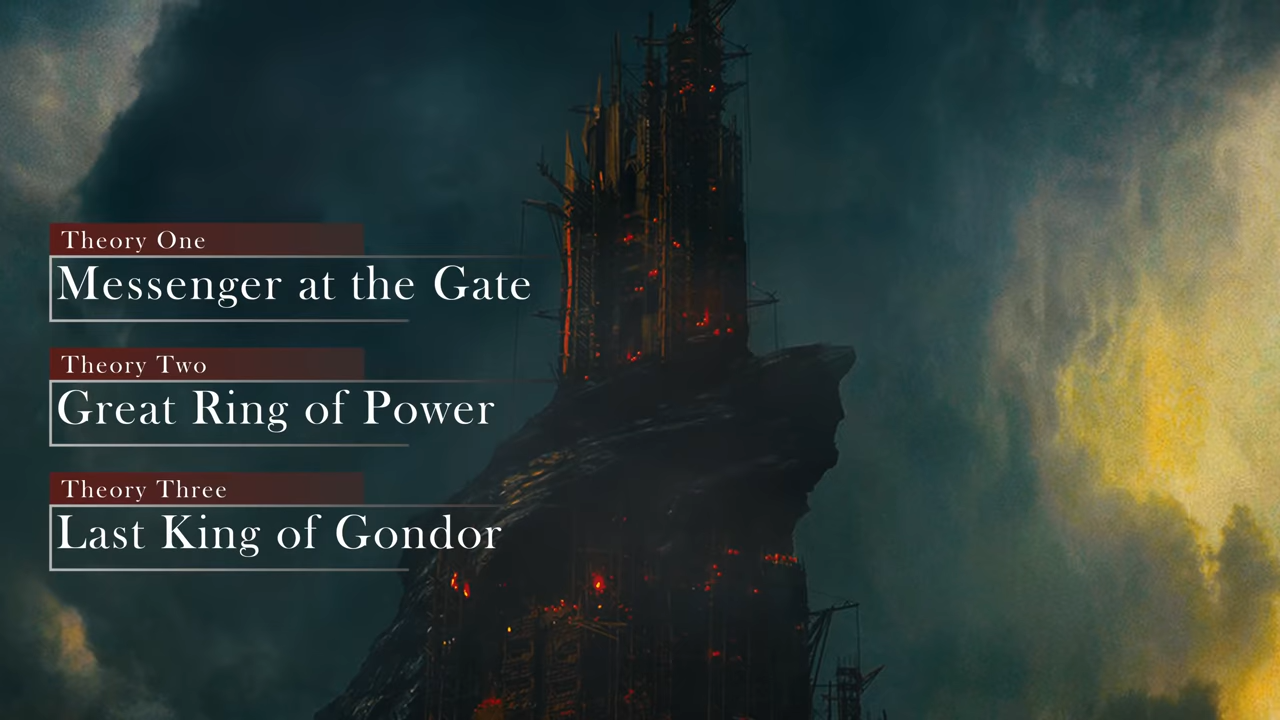 Theory One
Messenger at the Gate
Theory Two
Great Ring of Power
Theory Three
Last King of Gondor